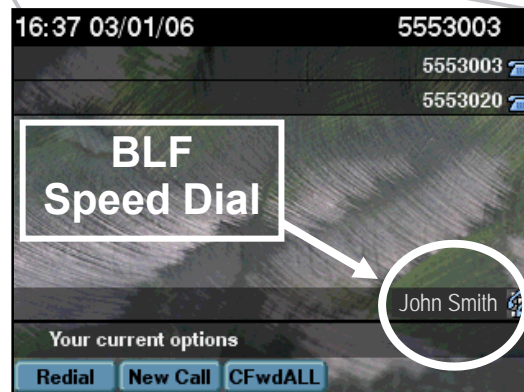 16:37 03/01/06 5553003
5553003
5553020
BLF
Speed Dial
John Smith
Your current options
Redial New Call CFwdALL